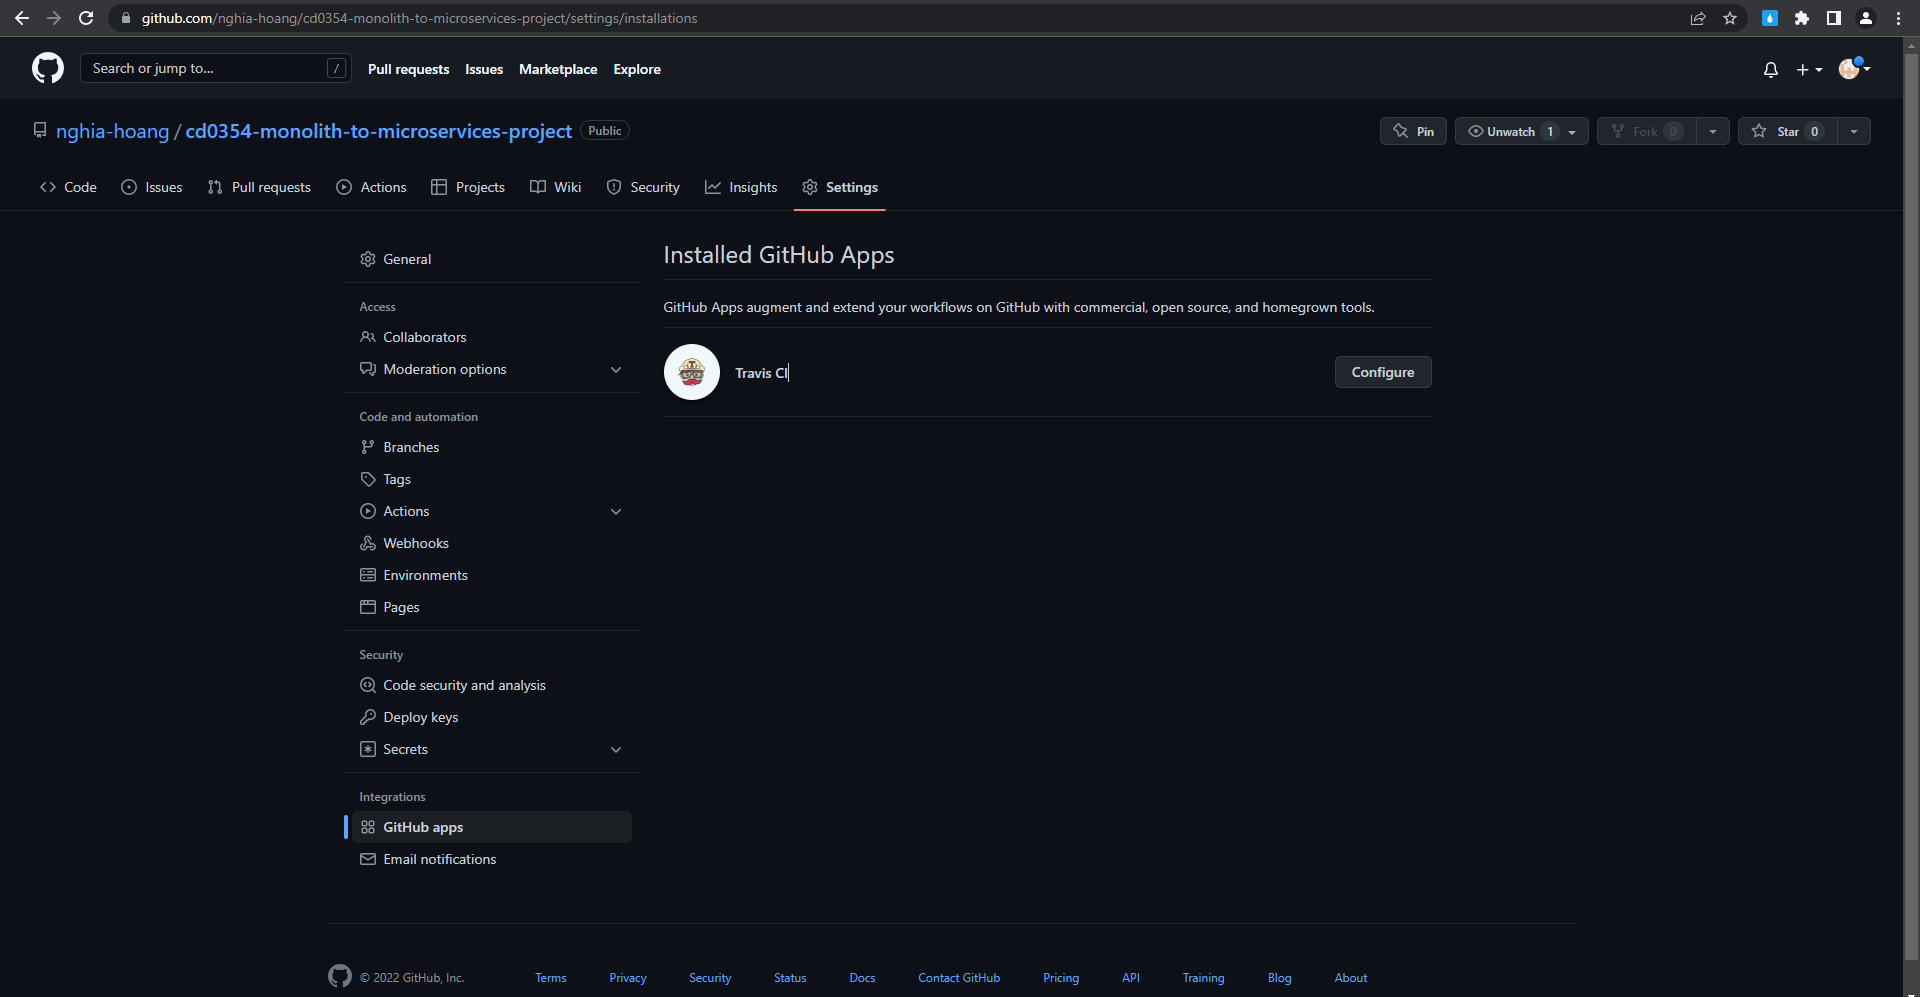 github.com/nghia-hoang/cd0354-monolith-to-microservices-project/settings/installations
Search or jump to... /
Pull requests Issues Marketplace Explore
nghia-hoang / cd0354-monolith-to-microservices-project Public
Pin Unwatch 1 Fork 0 Star 0
Code Issues Pull requests Actions Projects Wiki Security Insights Settings
General
Access
Collaborators
Moderation options
Code and automation
Branches
Tags
Actions
Webhooks
Environments
Pages
Security
Code security and analysis
Deploy keys
Secrets
Integrations
GitHub apps
Email notifications
Installed GitHub Apps
GitHub Apps augment and extend your workflows on GitHub with commercial, open source, and homegrown tools.
Travis CI Configure
© 2022 GitHub, Inc. Terms Privacy Security Status Docs Contact GitHub Pricing API Training Blog About